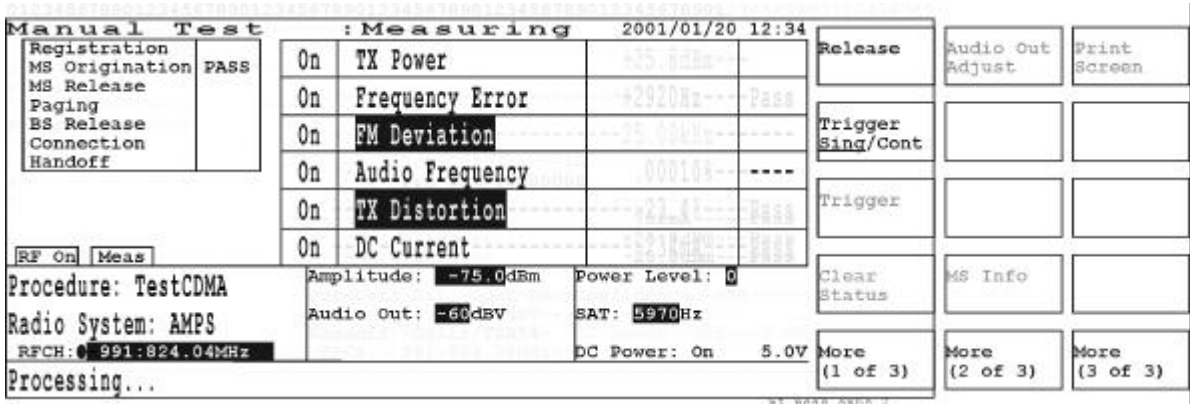 Manual Test :Measuring 2001/01/20 12:34
Registration
MS Origination PASS
MS Release
Paging
BS Release
Connection
Handoff
On TX Power
On Frequency Error
On FM Deviation
On Audio Frequency ----
On TX Distortion
On DC Current
RF On Meas
Procedure: TestCDMA
Radio System: AMPS
RFCH: 991:824.04MHz
Amplitude: -75.0dBm
Audio Out: -60dBV
Power Level: 0
SAT: 5970Hz
DC Power: On 5.0V
Processing...
Release
Trigger
Sing/Cont
Trigger
Clear
Status
More
(1 of 3)
Audio Out
Adjust
MS Info
More
(2 of 3)
Print
Screen
More
(3 of 3)